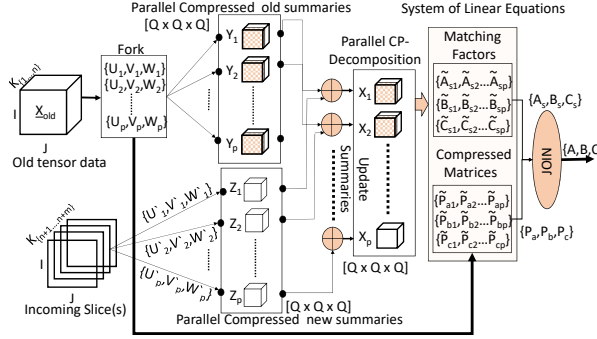 Parallel Compressed old summaries
[Q x Q x Q]
System of Linear Equations
Fork
{U₁,V₁,W₁}
{U₂,V₂,W₂}
{Uₚ,Vₚ,Wₚ}
Y₁
Y₂
Yₚ
K{1...n}
I
X_old
J
Old tensor data
Parallel CP-
Decomposition
X₁
X₂
Xₚ
Update
Summaries
[Q x Q x Q]
Matching
Factors
{Ãs1,Ãs2...Ãsp}
{B̃s1,B̃s2...B̃sp}
{C̃s1,C̃s2...C̃sp}
Compressed
Matrices
{P̃a1,P̃a2...P̃ap}
{P̃b1,P̃b2...P̃bp}
{P̃c1,P̃c2...P̃cp}
{Aₛ,Bₛ,Cₛ}
JOIN
{A,B,C}
{Pa,Pb,Pc}
K{n+1...n+m}
I
J
Incoming Slice(s)
{U`₁,V`₁,W`₁}
{U`₂,V`₂,W`₂}
{U`ₚ,V`ₚ,W`ₚ}
Z₁
Z₂
Zₚ
[Q x Q x Q]
Parallel Compressed new summaries